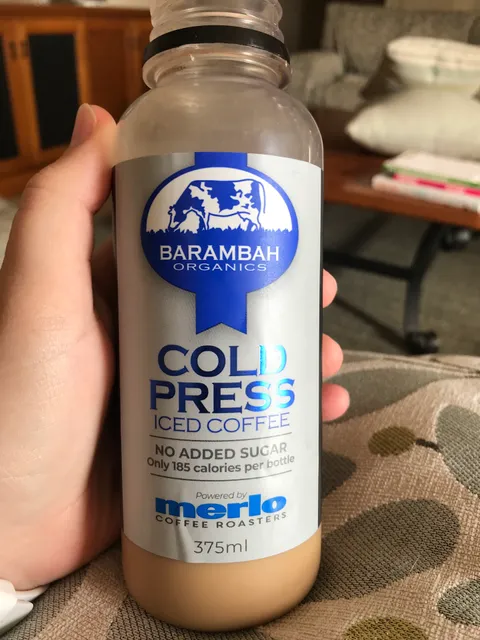 BARAMBAH
ORGANICS
COLD
PRESS
ICED COFFEE
NO ADDED SUGAR
Only 185 calories per bottle
Powered by
merlo
COFFEE ROASTERS
375ml